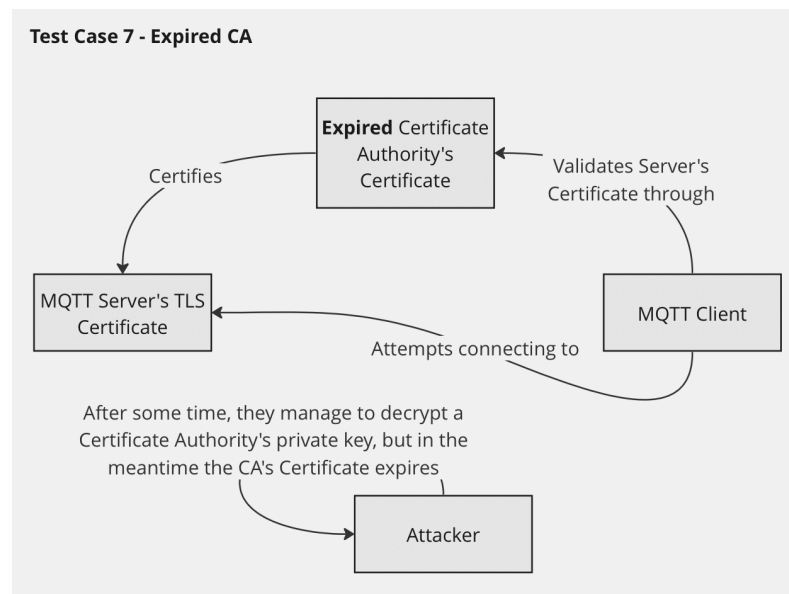 Test Case 7 - Expired CA
Expired Certificate
Authority's
Certificate
Certifies
Validates Server's
Certificate through
MQTT Server's TLS
Certificate
MQTT Client
Attempts connecting to
After some time, they manage to decrypt a
Certificate Authority's private key, but in the
meantime the CA's Certificate expires
Attacker